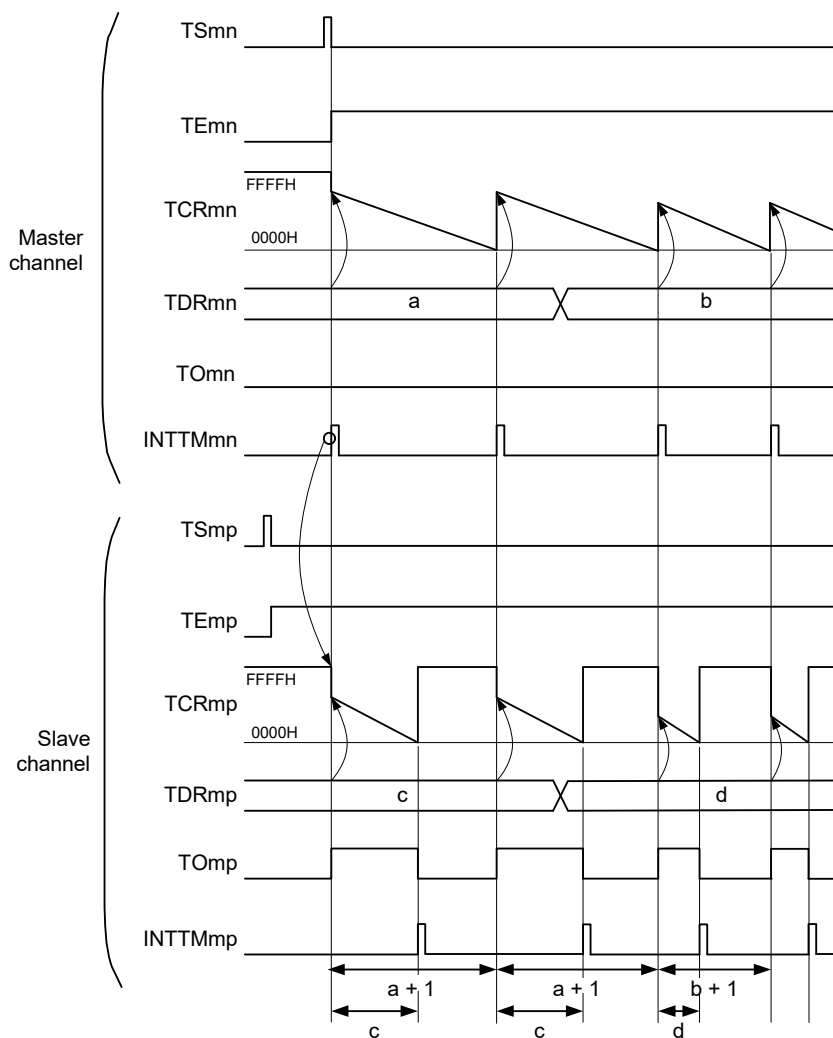 Master
channel
TSmn
TEmn
FFFFH
TCRmn
0000H
TDRmn
a
b
TOmn
INTTMmn
Slave
channel
TSmp
TEmp
FFFFH
TCRmp
0000H
TDRmp
c
d
TOmp
INTTMmp
a + 1
a + 1
b + 1
c
c
d